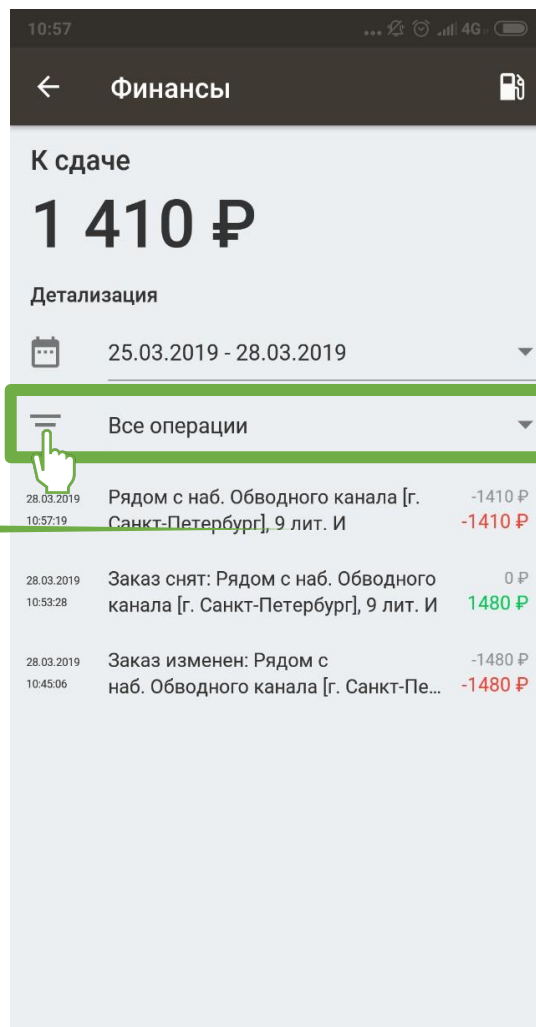 10:57 ... 4G
Финансы
К сдаче
1 410 ₽
Детализация
25.03.2019 - 28.03.2019
Все операции
28.03.2019 Рядом с наб. Обводного канала [г. -1410 ₽
10:57:19 Санкт-Петербург], 9 лит. И -1410 ₽
28.03.2019 Заказ снят: Рядом с наб. Обводного 0 ₽
10:53:28 канала [г. Санкт-Петербург], 9 лит. И 1480 ₽
28.03.2019 Заказ изменен: Рядом с -1480 ₽
10:45:06 наб. Обводного канала [г. Санкт-Пе... -1480 ₽